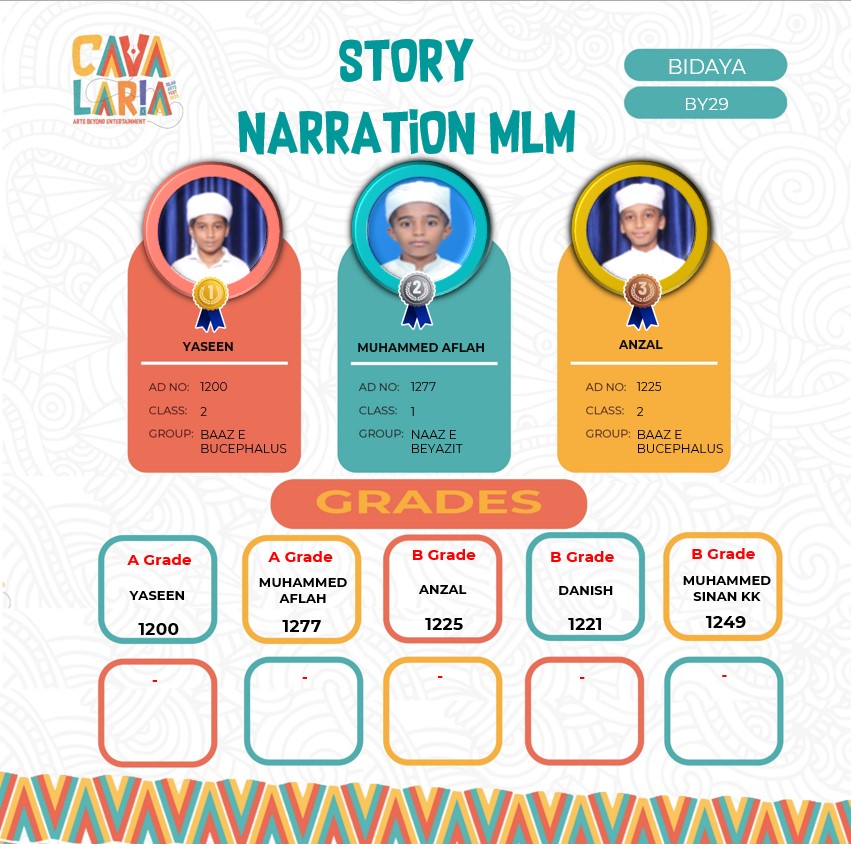 CAVA
LARIA
ARTS BEYOND ENTERTAINMENT
STORY
NARRATiON MLM
BIDAYA
BY29
1
2
3
YASEEN
AD NO: 1200
CLASS: 2
GROUP: BAAZ E
BUCEPHALUS
MUHAMMED AFLAH
AD NO: 1277
CLASS: 1
GROUP: NAAZ E
BEYAZIT
ANZAL
AD NO: 1225
CLASS: 2
GROUP: BAAZ E
BUCEPHALUS
GRADES
A Grade
YASEEN
1200
A Grade
MUHAMMED
AFLAH
1277
B Grade
ANZAL
1225
B Grade
DANISH
1221
B Grade
MUHAMMED
SINAN KK
1249
-
-
-
-
-